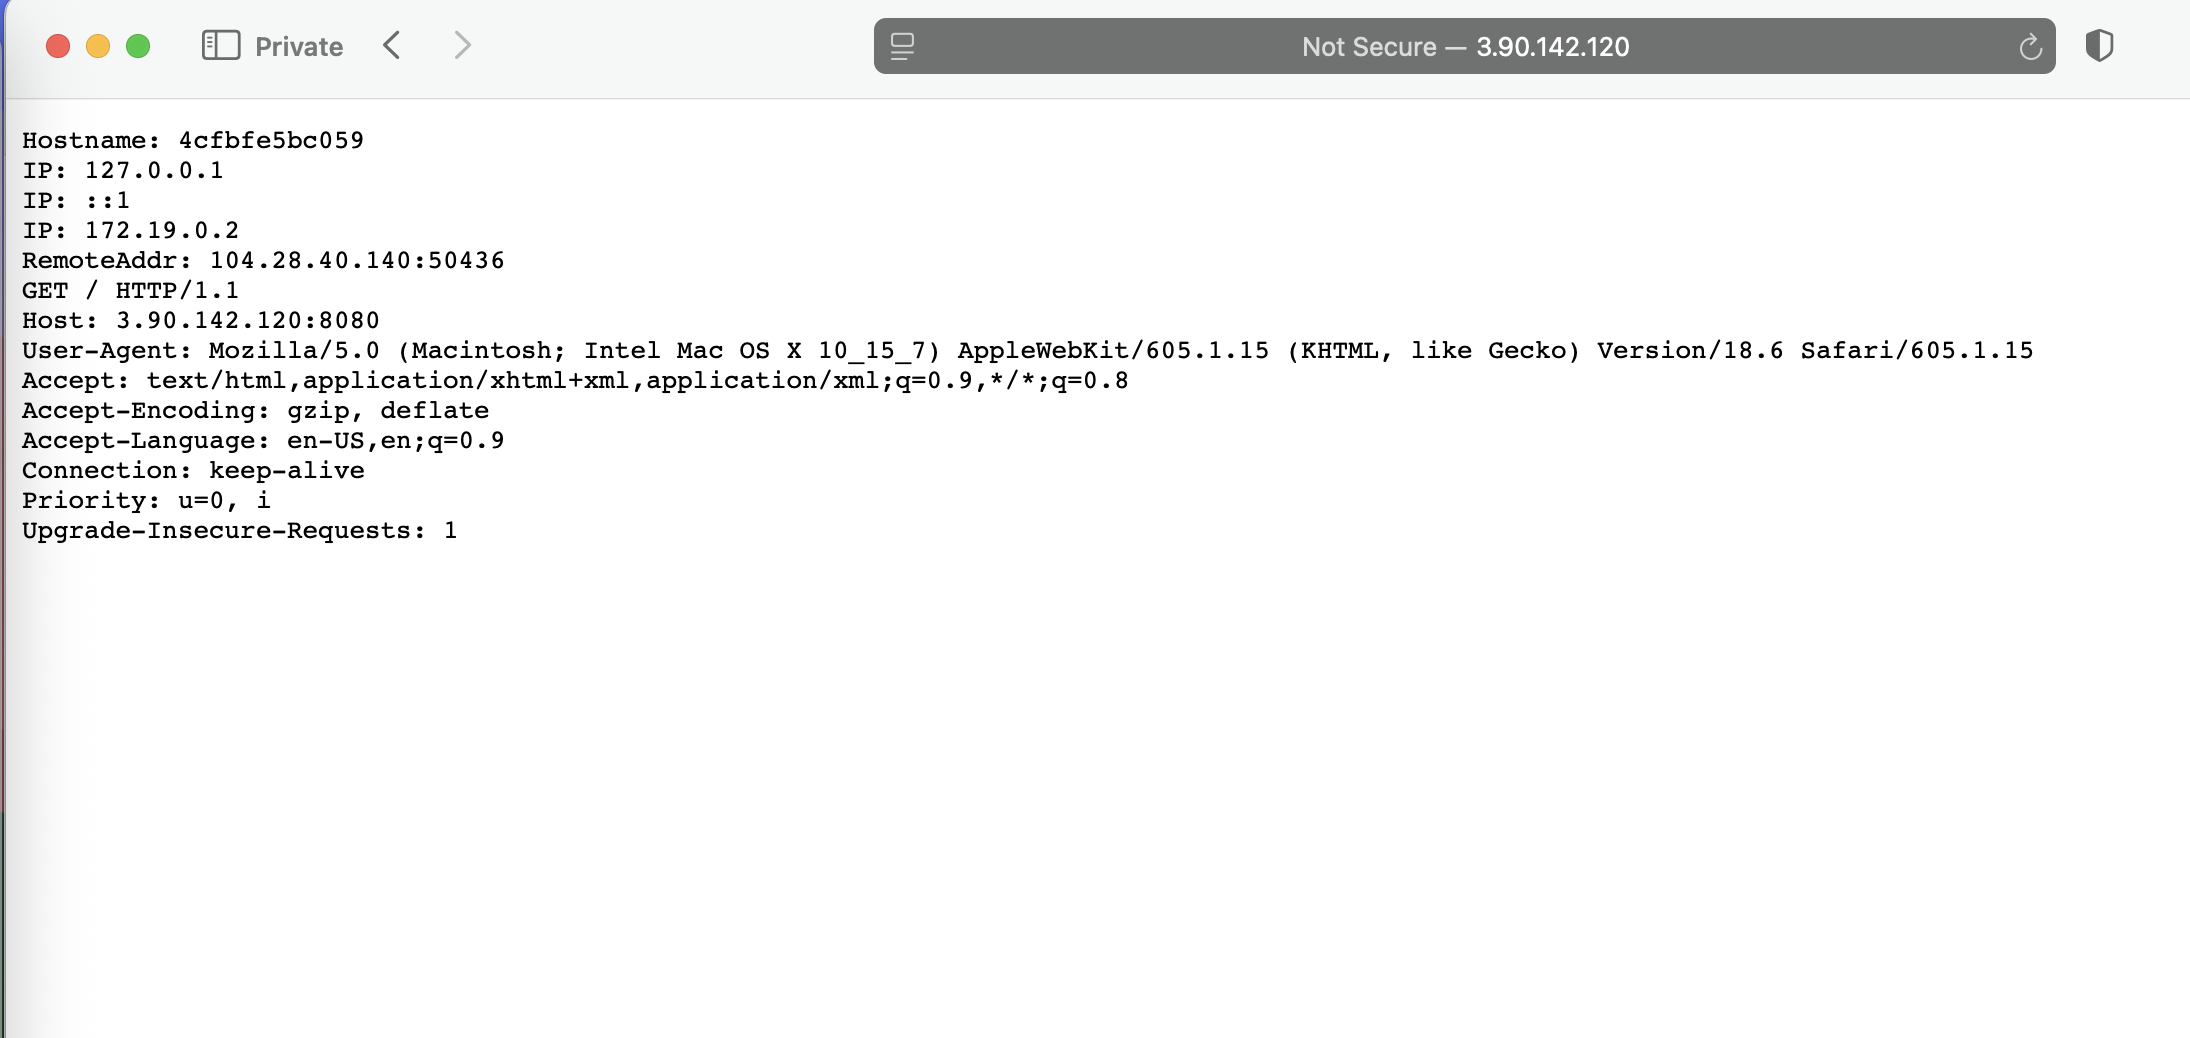 Private
Not Secure — 3.90.142.120
Hostname: 4cfbfe5bc059
IP: 127.0.0.1
IP: ::1
IP: 172.19.0.2
RemoteAddr: 104.28.40.140:50436
GET / HTTP/1.1
Host: 3.90.142.120:8080
User-Agent: Mozilla/5.0 (Macintosh; Intel Mac OS X 10_15_7) AppleWebKit/605.1.15 (KHTML, like Gecko) Version/18.6 Safari/605.1.15
Accept: text/html,application/xhtml+xml,application/xml;q=0.9,*/*;q=0.8
Accept-Encoding: gzip, deflate
Accept-Language: en-US,en;q=0.9
Connection: keep-alive
Priority: u=0, i
Upgrade-Insecure-Requests: 1